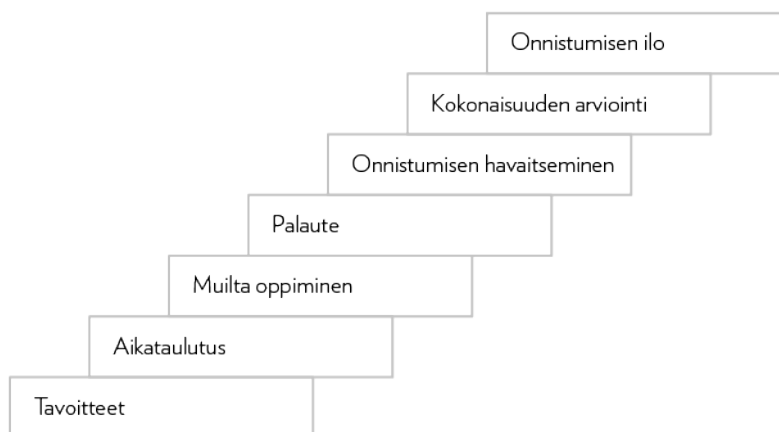 Onnistumisen ilo
Kokonaisuuden arviointi
Onnistumisen havaitseminen
Palaute
Muilta oppiminen
Aikataulutus
Tavoitteet